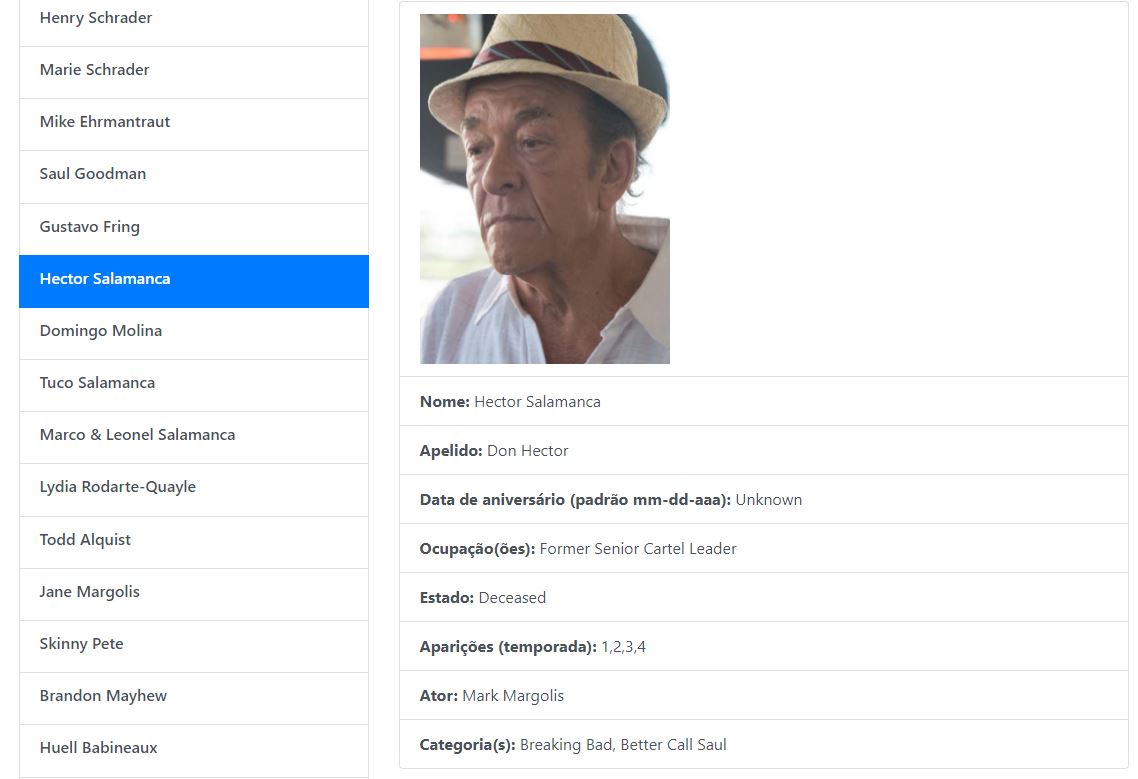 Henry Schrader
Marie Schrader
Mike Ehrmantraut
Saul Goodman
Gustavo Fring
Hector Salamanca
Domingo Molina
Tuco Salamanca
Marco & Leonel Salamanca
Lydia Rodarte-Quayle
Todd Alquist
Jane Margolis
Skinny Pete
Brandon Mayhew
Huell Babineaux
Nome: Hector Salamanca
Apelido: Don Hector
Data de aniversário (padrão mm-dd-aaa): Unknown
Ocupação(ões): Former Senior Cartel Leader
Estado: Deceased
Aparições (temporada): 1,2,3,4
Ator: Mark Margolis
Categoria(s): Breaking Bad, Better Call Saul